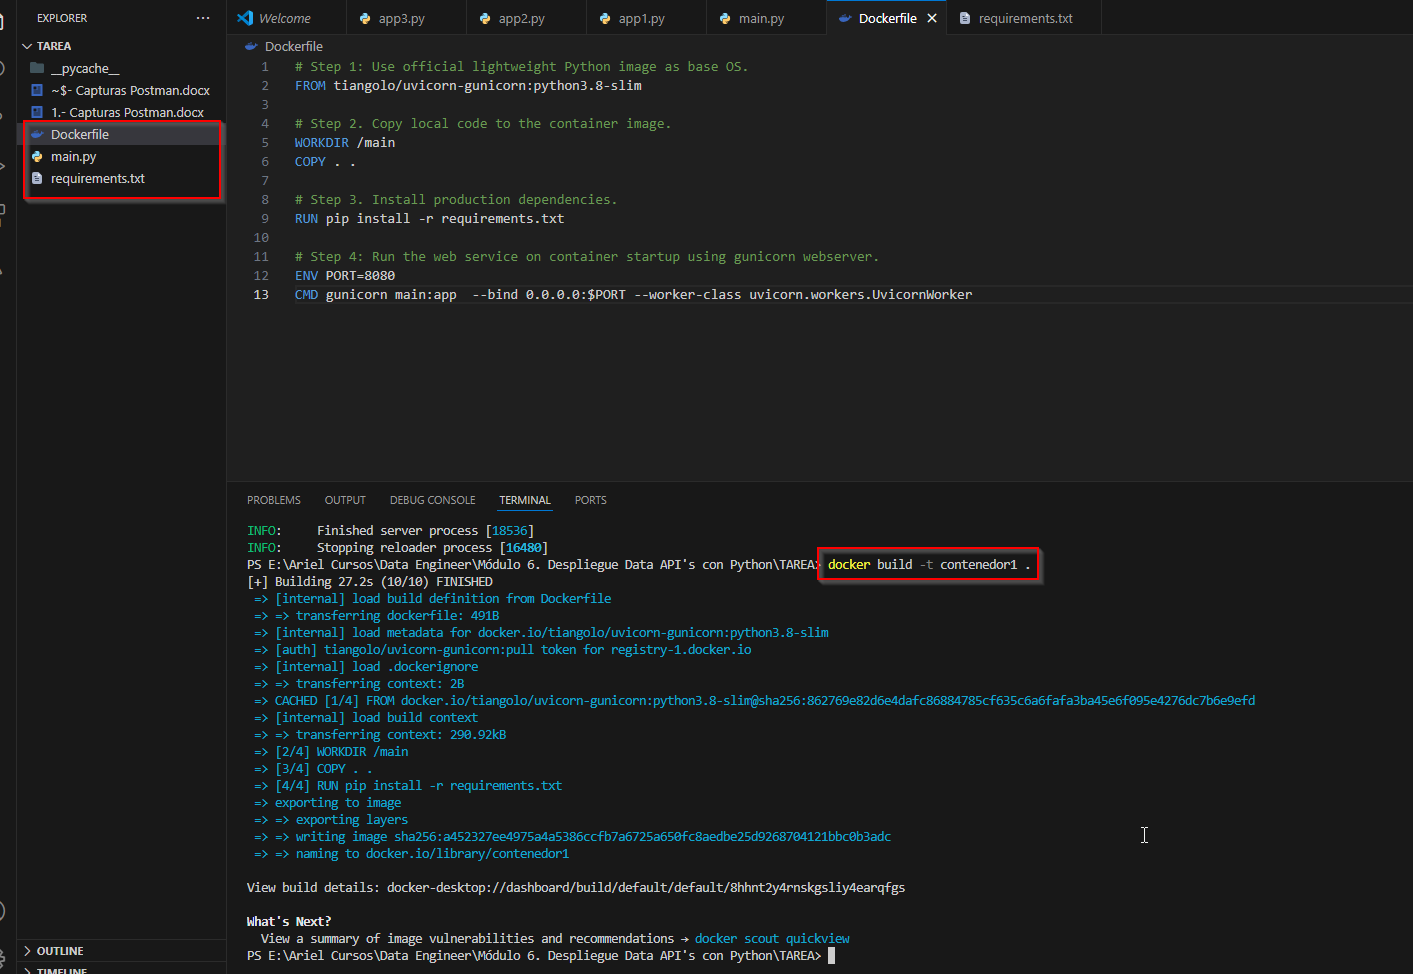 EXPLORER
···
Welcome
app3.py
app2.py
app1.py
main.py
Dockerfile
requirements.txt
TAREA
__pycache__
~$- Capturas Postman.docx
1.- Capturas Postman.docx
Dockerfile
main.py
requirements.txt
OUTLINE
TIMELINE
Dockerfile
1 # Step 1: Use official lightweight Python image as base OS.
2 FROM tiangolo/uvicorn-gunicorn:python3.8-slim
3
4 # Step 2. Copy local code to the container image.
5 WORKDIR /main
6 COPY . .
7
8 # Step 3. Install production dependencies.
9 RUN pip install -r requirements.txt
10
11 # Step 4: Run the web service on container startup using gunicorn webserver.
12 ENV PORT=8080
13 CMD gunicorn main:app  --bind 0.0.0.0:$PORT --worker-class uvicorn.workers.UvicornWorker
PROBLEMS OUTPUT DEBUG CONSOLE TERMINAL PORTS
INFO:     Finished server process [18536]
INFO:     Stopping reloader process [16480]
PS E:\Ariel Cursos\Data Engineer\Módulo 6. Despliegue Data API's con Python\TAREA> docker build -t contenedor1 .
[+] Building 27.2s (10/10) FINISHED
=> [internal] load build definition from Dockerfile
=> => transferring dockerfile: 491B
=> [internal] load metadata for docker.io/tiangolo/uvicorn-gunicorn:python3.8-slim
=> [auth] tiangolo/uvicorn-gunicorn:pull token for registry-1.docker.io
=> [internal] load .dockerignore
=> => transferring context: 2B
=> CACHED [1/4] FROM docker.io/tiangolo/uvicorn-gunicorn:python3.8-slim@sha256:862769e82d6e4dafc86884785cf635c6a6fafa3ba45e6f095e4276dc7b6e9efd
=> [internal] load build context
=> => transferring context: 290.92kB
=> [2/4] WORKDIR /main
=> [3/4] COPY . .
=> [4/4] RUN pip install -r requirements.txt
=> exporting to image
=> => exporting layers
=> => writing image sha256:a452327ee4975a4a5386ccfb7a6725a650fc8aedbe25d9268704121bbc0b3adc
=> => naming to docker.io/library/contenedor1
View build details: docker-desktop://dashboard/build/default/default/8hhnt2y4rnskgsliy4earqfgs
What's Next?
View a summary of image vulnerabilities and recommendations → docker scout quickview
PS E:\Ariel Cursos\Data Engineer\Módulo 6. Despliegue Data API's con Python\TAREA>